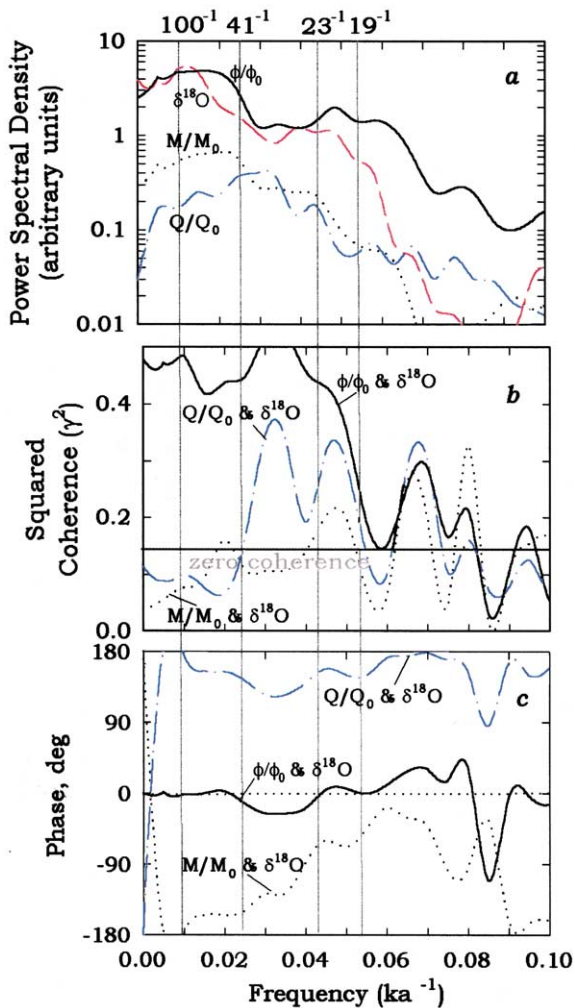 100⁻¹ 41⁻¹ 23⁻¹ 19⁻¹
10
1
0.1
0.01
Power Spectral Density
(arbitrary units)
a
ϕ/ϕ₀
δ¹⁸O
M/M₀
Q/Q₀
0.4
0.2
0.0
Squared
Coherence (γ²)
b
ϕ/ϕ₀ & δ¹⁸O
Q/Q₀ & δ¹⁸O
zero coherence
M/M₀ & δ¹⁸O
180
90
0
-90
-180
Phase, deg
c
Q/Q₀ & δ¹⁸O
ϕ/ϕ₀ & δ¹⁸O
M/M₀ & δ¹⁸O
0.00 0.02 0.04 0.06 0.08 0.10
Frequency (ka ⁻¹)